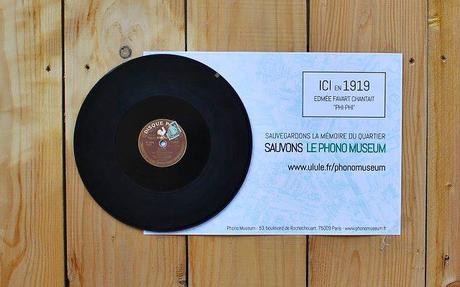 DISQUE
ICI EN 1919
EDMÉE FAVART CHANTAIT
"PHI-PHI"
SAUVEGARDONS LA MÉMOIRE DU QUARTIER
SAUVONS LE PHONO MUSEUM
www.ulule.fr/phonomuseum
Phono Museum - 53, boulevard de Rochechouart, 75009 Paris - www.phonomuseum.fr